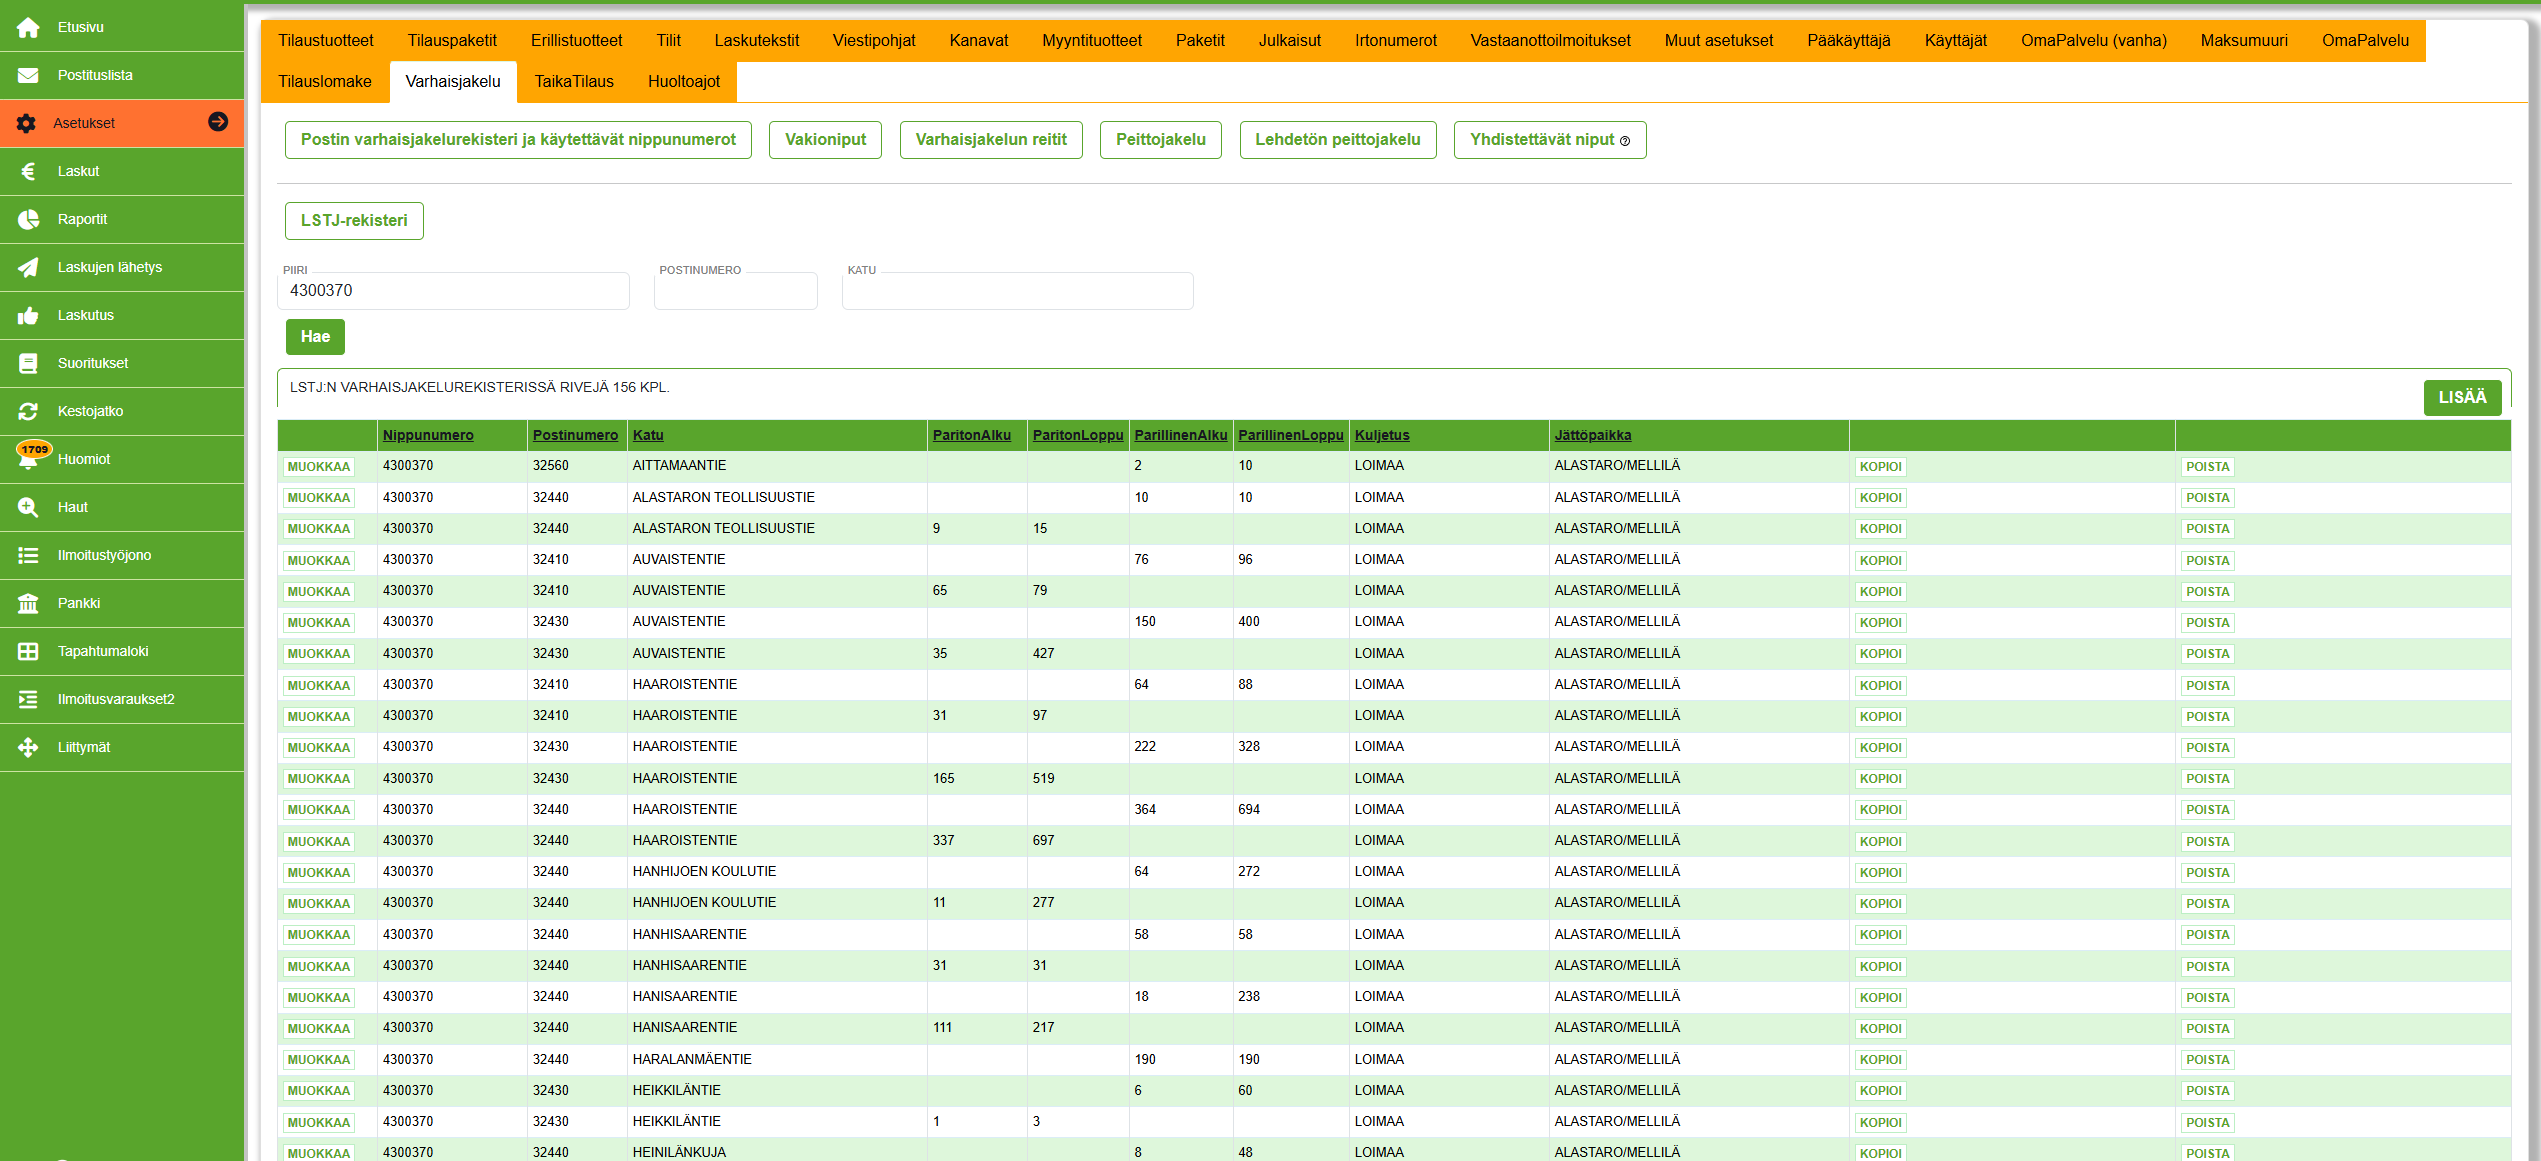 Etusivu
Postituslista
Asetukset
Laskut
Raportit
Laskujen lähetys
Laskutus
Suoritukset
Kestojatko
1709
Huomiot
Haut
Ilmoitustyöjono
Pankki
Tapahtumaloki
Ilmoitusvaraukset2
Liittymät
Tilaustuotteet Tilauspaketit Erillistuotteet Tilit Laskutekstit Viestipohjat Kanavat Myyntituotteet Paketit Julkaisut Irtonumerot Vastaanottoilmoitukset Muut asetukset Pääkäyttäjä Käyttäjät OmaPalvelu (vanha) Maksumuuri OmaPalvelu
Tilauslomake Varhaisjakelu TaikaTilaus Huoltoajot
Postin varhaisjakelurekisteri ja käytettävät nippunumerot Vakioniput Varhaisjakelun reitit Peittojakelu Lehdetön peittojakelu Yhdistettävät niput ?
LSTJ-rekisteri
PIIRI POSTINUMERO KATU
4300370
Hae
LSTJ:N VARHAISJAKELUREKISTERISSÄ RIVEJÄ 156 KPL.
LISÄÄ
Nippunumero Postinumero Katu ParitonAlku ParitonLoppu ParillinenAlku ParillinenLoppu Kuljetus Jättöpaikka
MUOKKAA 4300370 32560 AITTAMAANTIE 2 10 LOIMAA ALASTARO/MELLILÄ KOPIOI POISTA
MUOKKAA 4300370 32440 ALASTARON TEOLLISUUSTIE 10 10 LOIMAA ALASTARO/MELLILÄ KOPIOI POISTA
MUOKKAA 4300370 32440 ALASTARON TEOLLISUUSTIE 9 15 LOIMAA ALASTARO/MELLILÄ KOPIOI POISTA
MUOKKAA 4300370 32410 AUVAISTENTIE 76 96 LOIMAA ALASTARO/MELLILÄ KOPIOI POISTA
MUOKKAA 4300370 32410 AUVAISTENTIE 65 79 LOIMAA ALASTARO/MELLILÄ KOPIOI POISTA
MUOKKAA 4300370 32430 AUVAISTENTIE 150 400 LOIMAA ALASTARO/MELLILÄ KOPIOI POISTA
MUOKKAA 4300370 32430 AUVAISTENTIE 35 427 LOIMAA ALASTARO/MELLILÄ KOPIOI POISTA
MUOKKAA 4300370 32410 HAAROISTENTIE 64 88 LOIMAA ALASTARO/MELLILÄ KOPIOI POISTA
MUOKKAA 4300370 32410 HAAROISTENTIE 31 97 LOIMAA ALASTARO/MELLILÄ KOPIOI POISTA
MUOKKAA 4300370 32430 HAAROISTENTIE 222 328 LOIMAA ALASTARO/MELLILÄ KOPIOI POISTA
MUOKKAA 4300370 32430 HAAROISTENTIE 165 519 LOIMAA ALASTARO/MELLILÄ KOPIOI POISTA
MUOKKAA 4300370 32440 HAAROISTENTIE 364 694 LOIMAA ALASTARO/MELLILÄ KOPIOI POISTA
MUOKKAA 4300370 32440 HAAROISTENTIE 337 697 LOIMAA ALASTARO/MELLILÄ KOPIOI POISTA
MUOKKAA 4300370 32440 HANHIJOEN KOULUTIE 64 272 LOIMAA ALASTARO/MELLILÄ KOPIOI POISTA
MUOKKAA 4300370 32440 HANHIJOEN KOULUTIE 11 277 LOIMAA ALASTARO/MELLILÄ KOPIOI POISTA
MUOKKAA 4300370 32440 HANHISAARENTIE 58 58 LOIMAA ALASTARO/MELLILÄ KOPIOI POISTA
MUOKKAA 4300370 32440 HANHISAARENTIE 31 31 LOIMAA ALASTARO/MELLILÄ KOPIOI POISTA
MUOKKAA 4300370 32440 HANISAARENTIE 18 238 LOIMAA ALASTARO/MELLILÄ KOPIOI POISTA
MUOKKAA 4300370 32440 HANISAARENTIE 111 217 LOIMAA ALASTARO/MELLILÄ KOPIOI POISTA
MUOKKAA 4300370 32440 HARALANMÄENTIE 190 190 LOIMAA ALASTARO/MELLILÄ KOPIOI POISTA
MUOKKAA 4300370 32430 HEIKKILÄNTIE 6 60 LOIMAA ALASTARO/MELLILÄ KOPIOI POISTA
MUOKKAA 4300370 32430 HEIKKILÄNTIE 1 3 LOIMAA ALASTARO/MELLILÄ KOPIOI POISTA
MUOKKAA 4300370 32440 HEINILÄNKUJA 8 48 LOIMAA ALASTARO/MELLILÄ KOPIOI POISTA